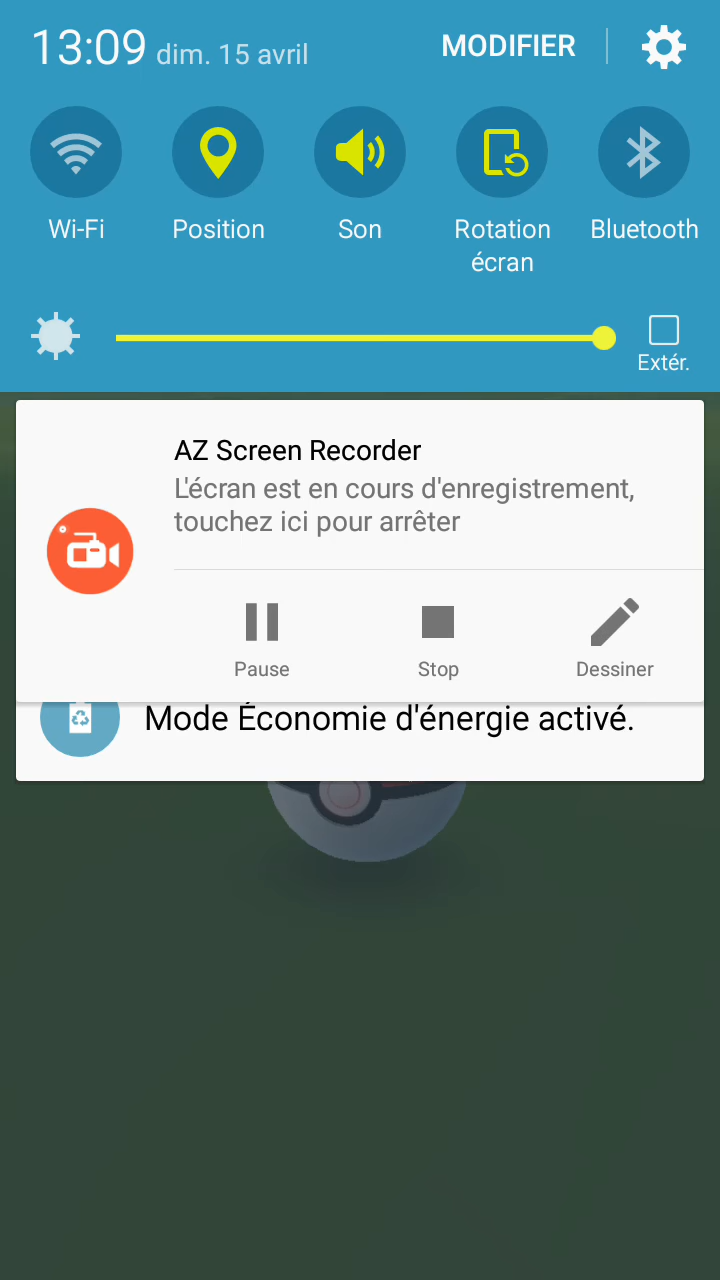 13:09 dim. 15 avril MODIFIER
Wi-Fi Position Son Rotation écran Bluetooth
Extér.
AZ Screen Recorder
L'écran est en cours d'enregistrement,
touchez ici pour arrêter
Pause Stop Dessiner
Mode Économie d'énergie activé.